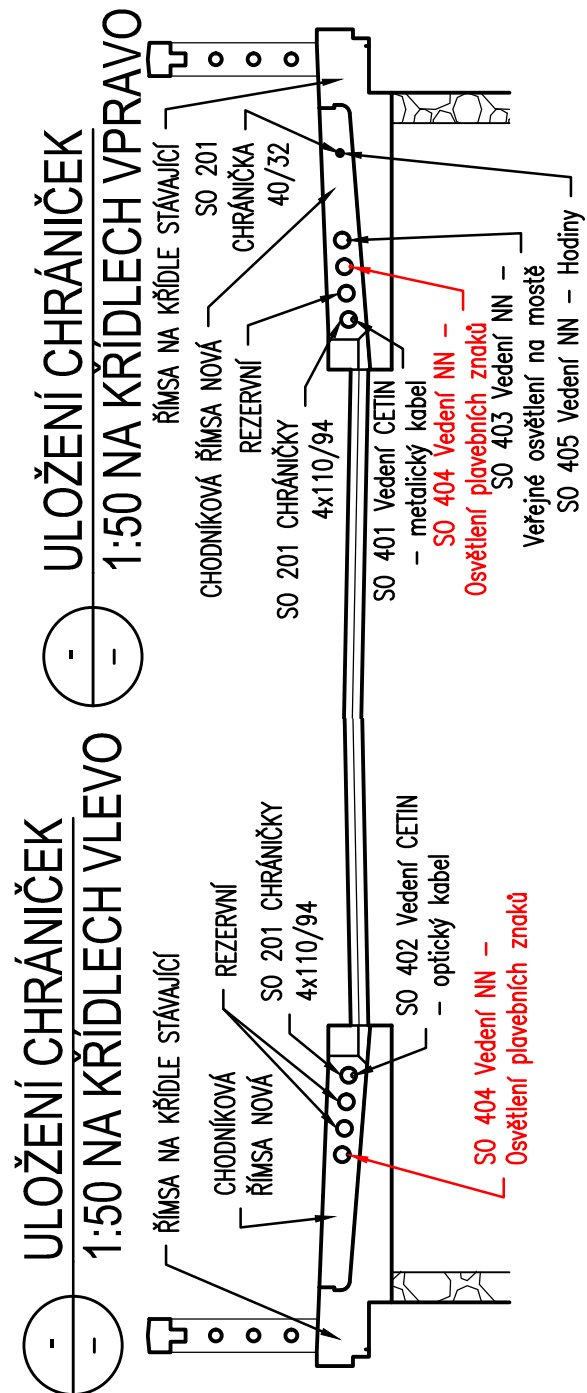 ULOŽENÍ CHRÁNIČEK
1:50 NA KŘÍDLECH VLEVO
-
–
ŘÍMSA NA KŘÍDLE STÁVAJÍCÍ
CHODNÍKOVÁ
ŘÍMSA NOVÁ
REZERVNÍ
SO 201 CHRÁNIČKY
4x110/94
SO 402 Vedení CETIN
– optický kabel
SO 404 Vedení NN –
Osvětlení plavebních znaků
ULOŽENÍ CHRÁNIČEK
1:50 NA KŘÍDLECH VPRAVO
-
–
ŘÍMSA NA KŘÍDLE STÁVAJÍCÍ
SO 201
CHRÁNIČKA
40/32
CHODNÍKOVÁ ŘÍMSA NOVÁ
REZERVNÍ
SO 201 CHRÁNIČKY
4x110/94
SO 401 Vedení CETIN
– metalický kabel
SO 404 Vedení NN –
Osvětlení plavebních znaků
SO 403 Vedení NN –
Veřejné osvětlení na mostě
SO 405 Vedení NN – Hodiny